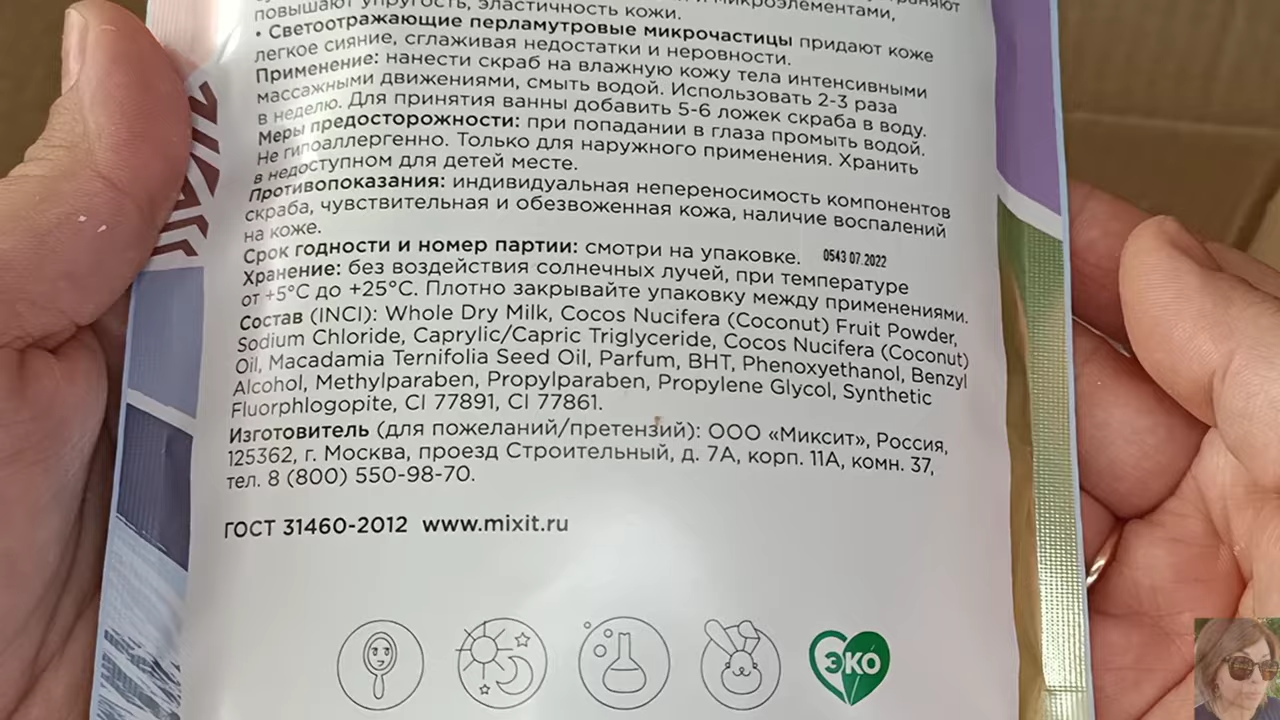 микроэлементами,
повышают упругость, эластичность кожи.
• Светоотражающие перламутровые микрочастицы придают коже
легкое сияние, сглаживая недостатки и неровности.
Применение: нанести скраб на влажную кожу тела интенсивными
массажными движениями, смыть водой. Использовать 2-3 раза
в неделю. Для принятия ванны добавить 5-6 ложек скраба в воду.
Меры предосторожности: при попадании в глаза промыть водой.
Не гипоаллергенно. Только для наружного применения. Хранить
в недоступном для детей месте.
Противопоказания: индивидуальная непереносимость компонентов
скраба, чувствительная и обезвоженная кожа, наличие воспалений
на коже.
Срок годности и номер партии: смотри на упаковке. 0543 07.2022
Хранение: без воздействия солнечных лучей, при температуре
от +5°C до +25°C. Плотно закрывайте упаковку между применениями.
Состав (INCI): Whole Dry Milk, Cocos Nucifera (Coconut) Fruit Powder,
Sodium Chloride, Caprylic/Capric Triglyceride, Cocos Nucifera (Coconut)
Oil, Macadamia Ternifolia Seed Oil, Parfum, BHT, Phenoxyethanol, Benzyl
Alcohol, Methylparaben, Propylparaben, Propylene Glycol, Synthetic
Fluorphlogopite, CI 77891, CI 77861.
Изготовитель (для пожеланий/претензий): ООО «Миксит», Россия,
125362, г. Москва, проезд Строительный, д. 7А, корп. 11А, комн. 37,
тел. 8 (800) 550-98-70.
ГОСТ 31460-2012 www.mixit.ru
ЭКО